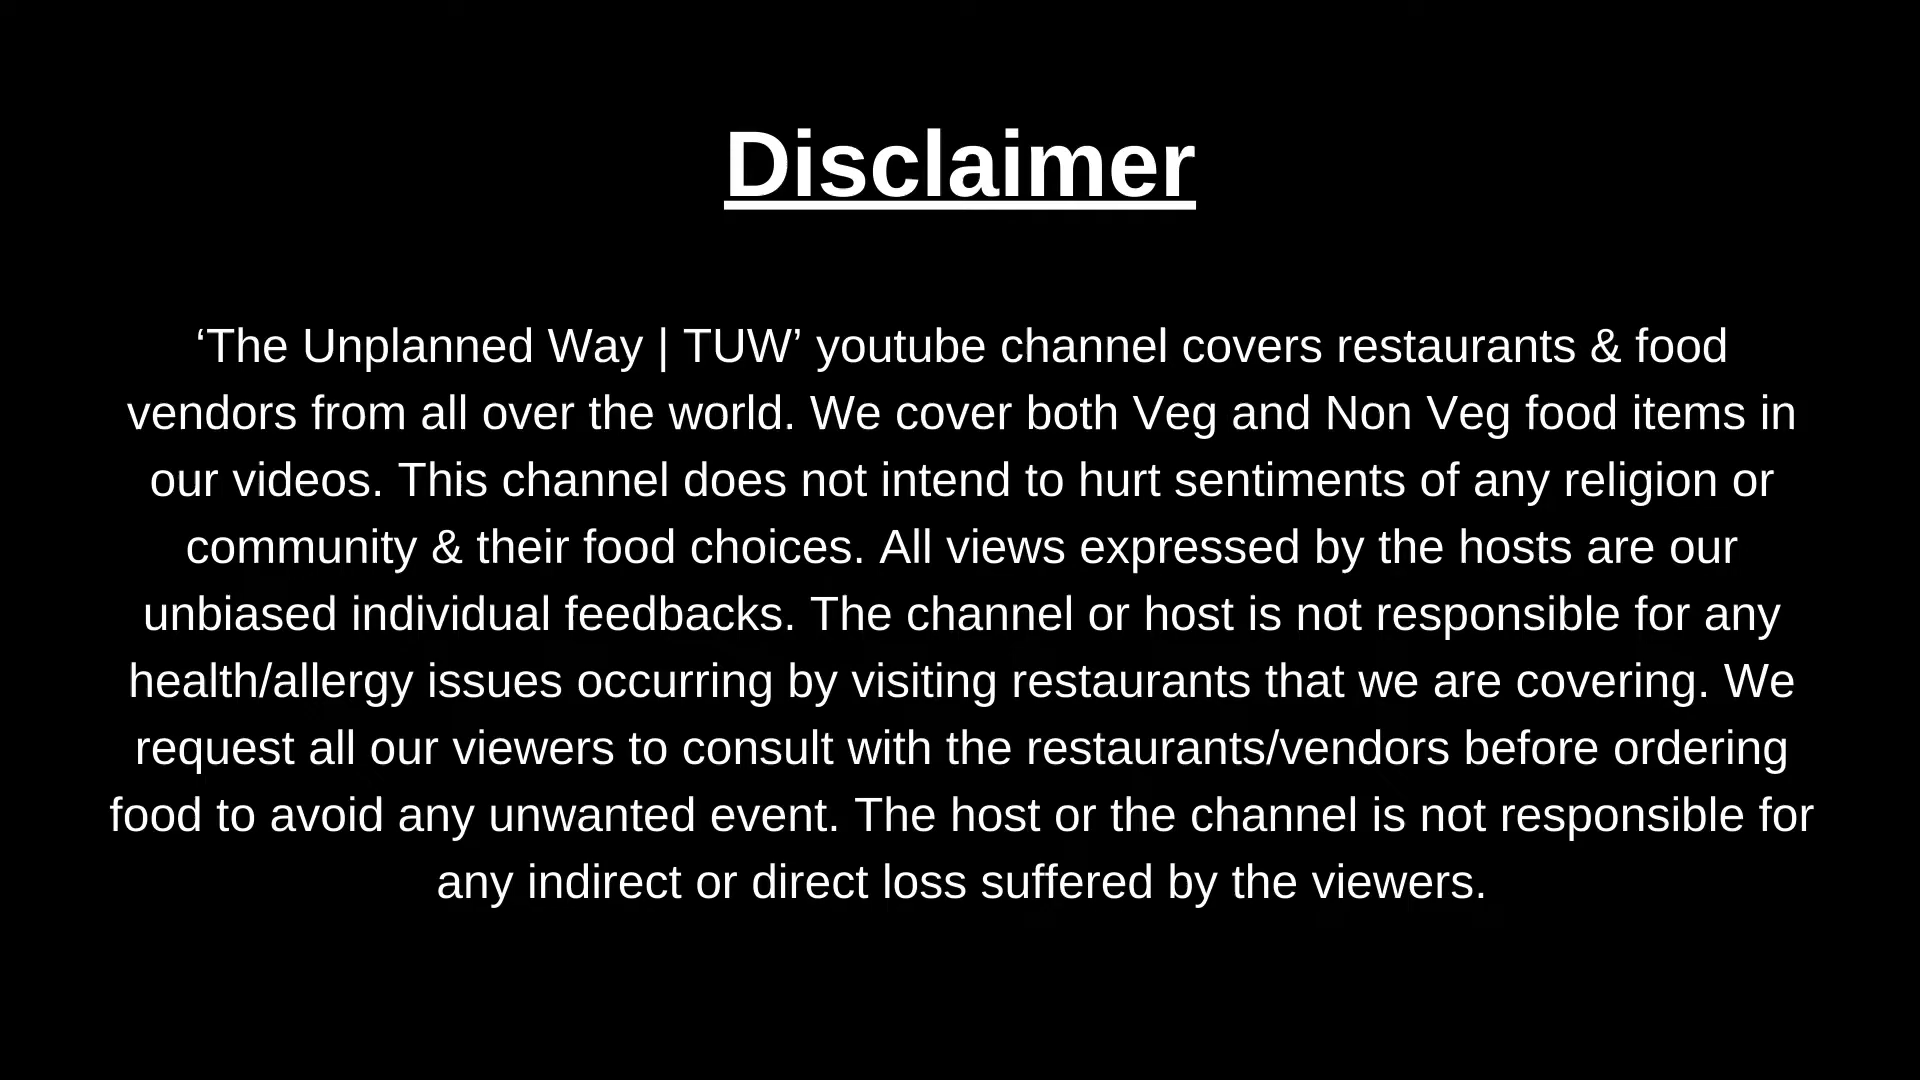 Disclaimer
‘The Unplanned Way | TUW’ youtube channel covers restaurants & food
vendors from all over the world. We cover both Veg and Non Veg food items in
our videos. This channel does not intend to hurt sentiments of any religion or
community & their food choices. All views expressed by the hosts are our
unbiased individual feedbacks. The channel or host is not responsible for any
health/allergy issues occurring by visiting restaurants that we are covering. We
request all our viewers to consult with the restaurants/vendors before ordering
food to avoid any unwanted event. The host or the channel is not responsible for
any indirect or direct loss suffered by the viewers.